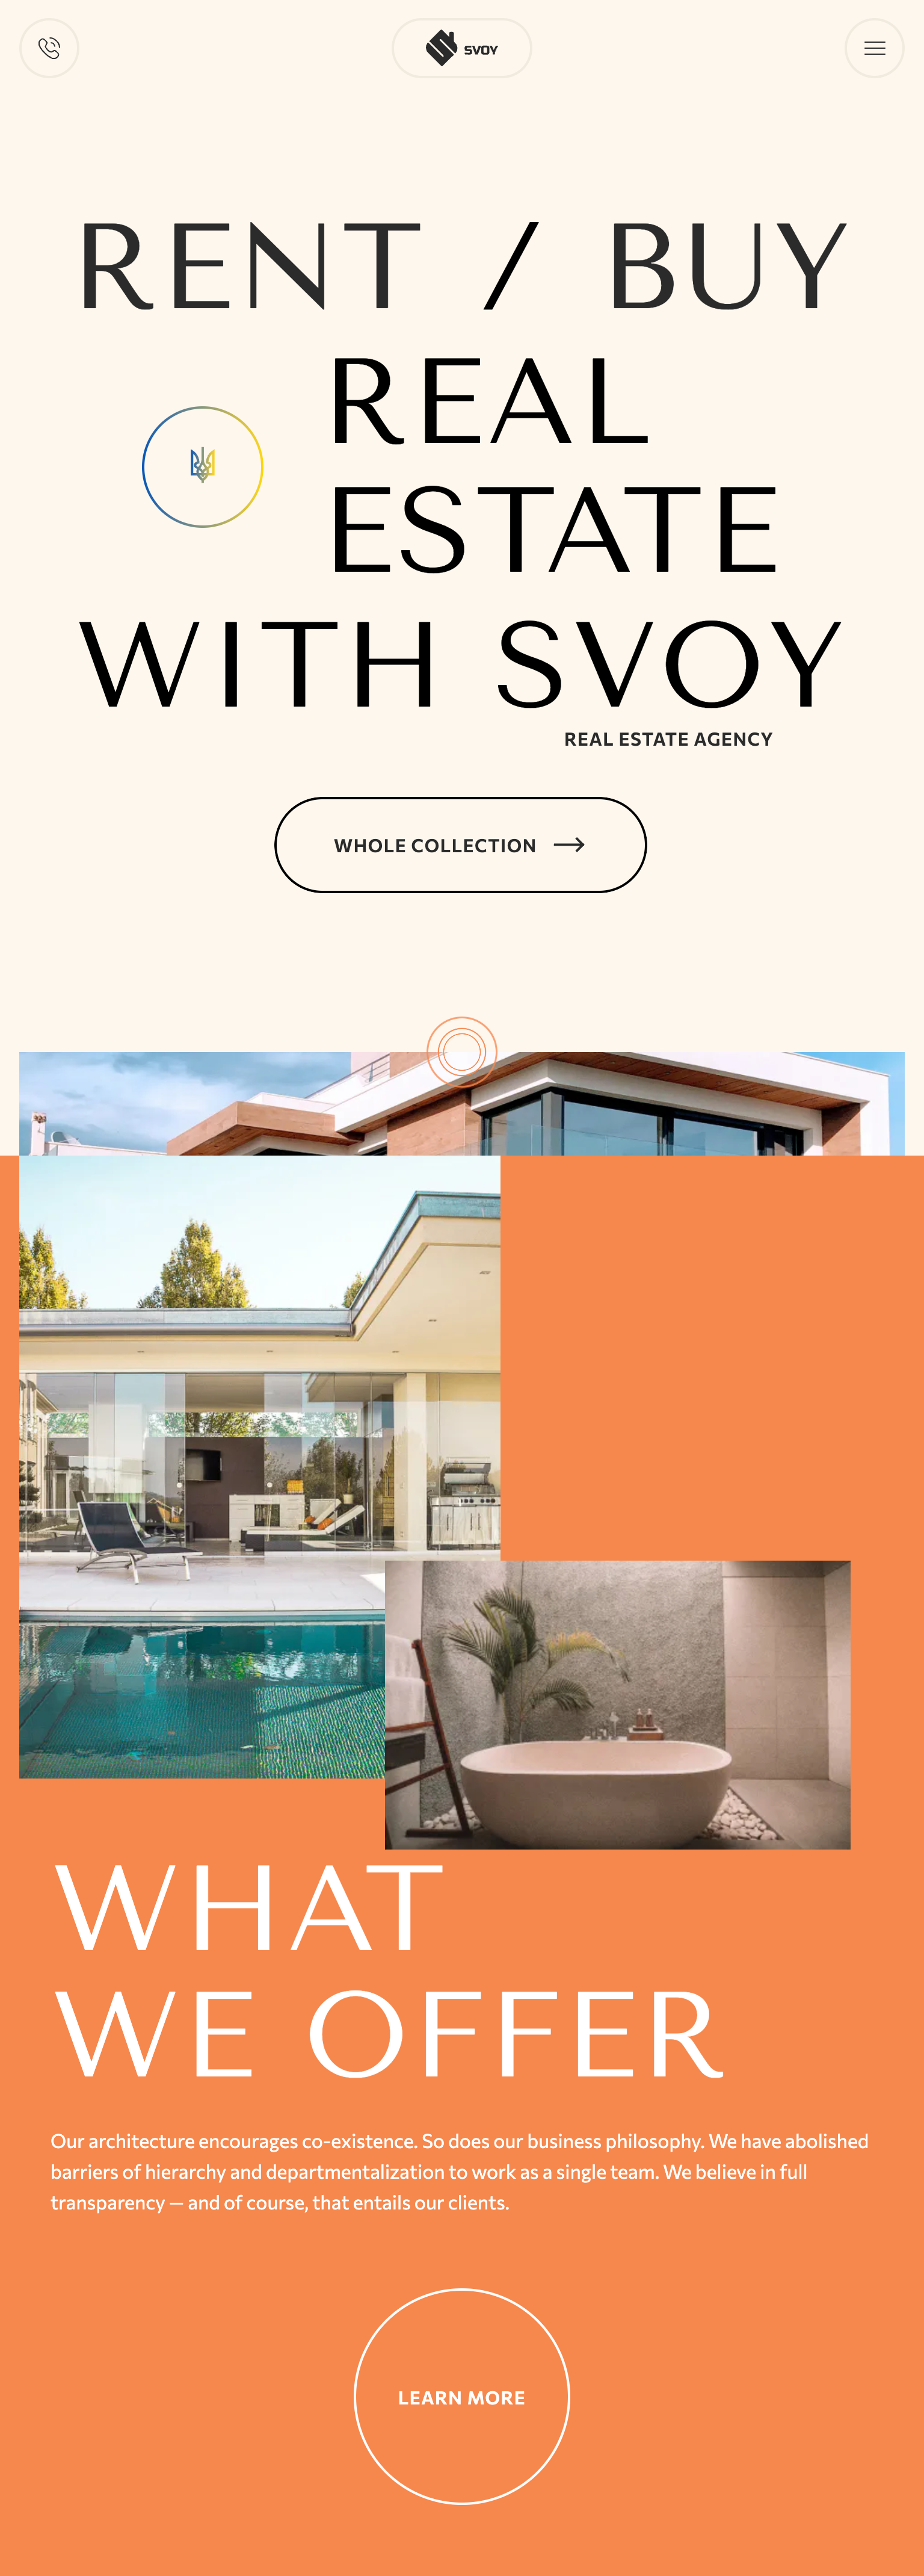 SVOY
RENT / BUY
REAL
ESTATE
WITH SVOY
REAL ESTATE AGENCY
WHOLE COLLECTION
WHAT
WE OFFER
Our architecture encourages co-existence. So does our business philosophy. We have abolished
barriers of hierarchy and departmentalization to work as a single team. We believe in full
transparency — and of course, that entails our clients.
LEARN MORE